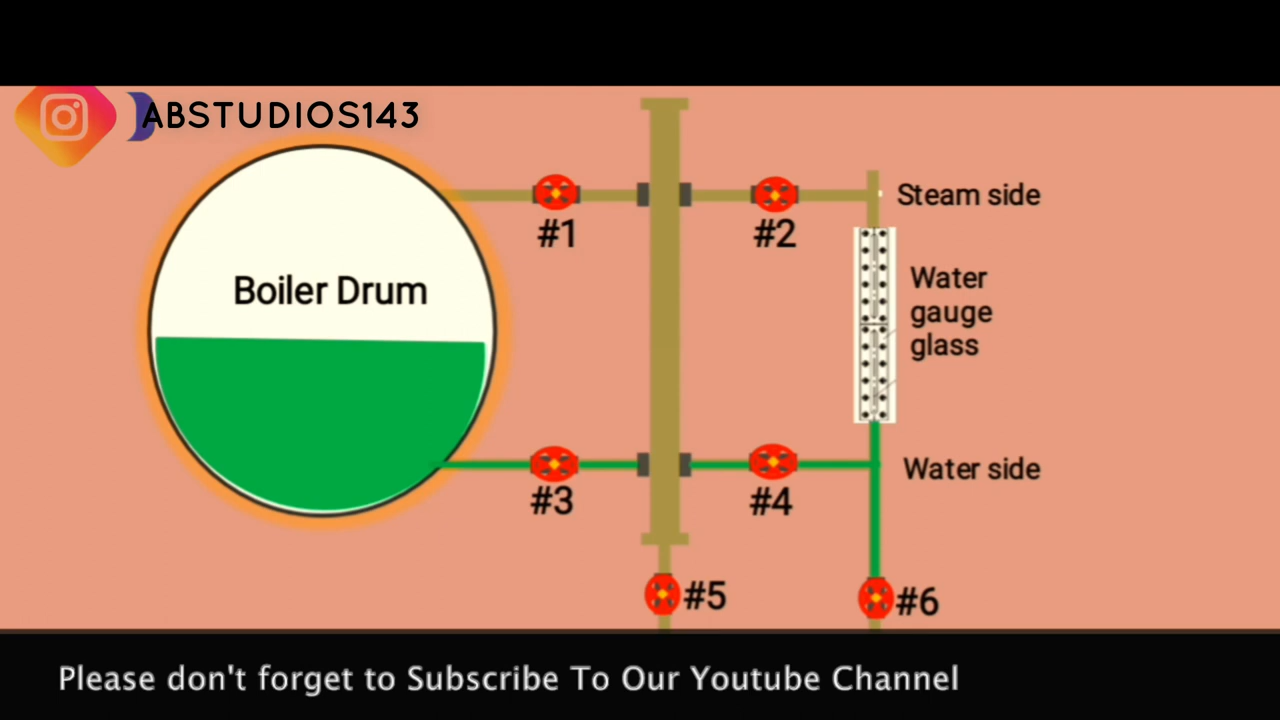 ABSTUDIOS143
Steam side
#1
#2
Boiler Drum
Water
gauge
glass
Water side
#3
#4
#5
#6
Please don't forget to Subscribe To Our Youtube Channel